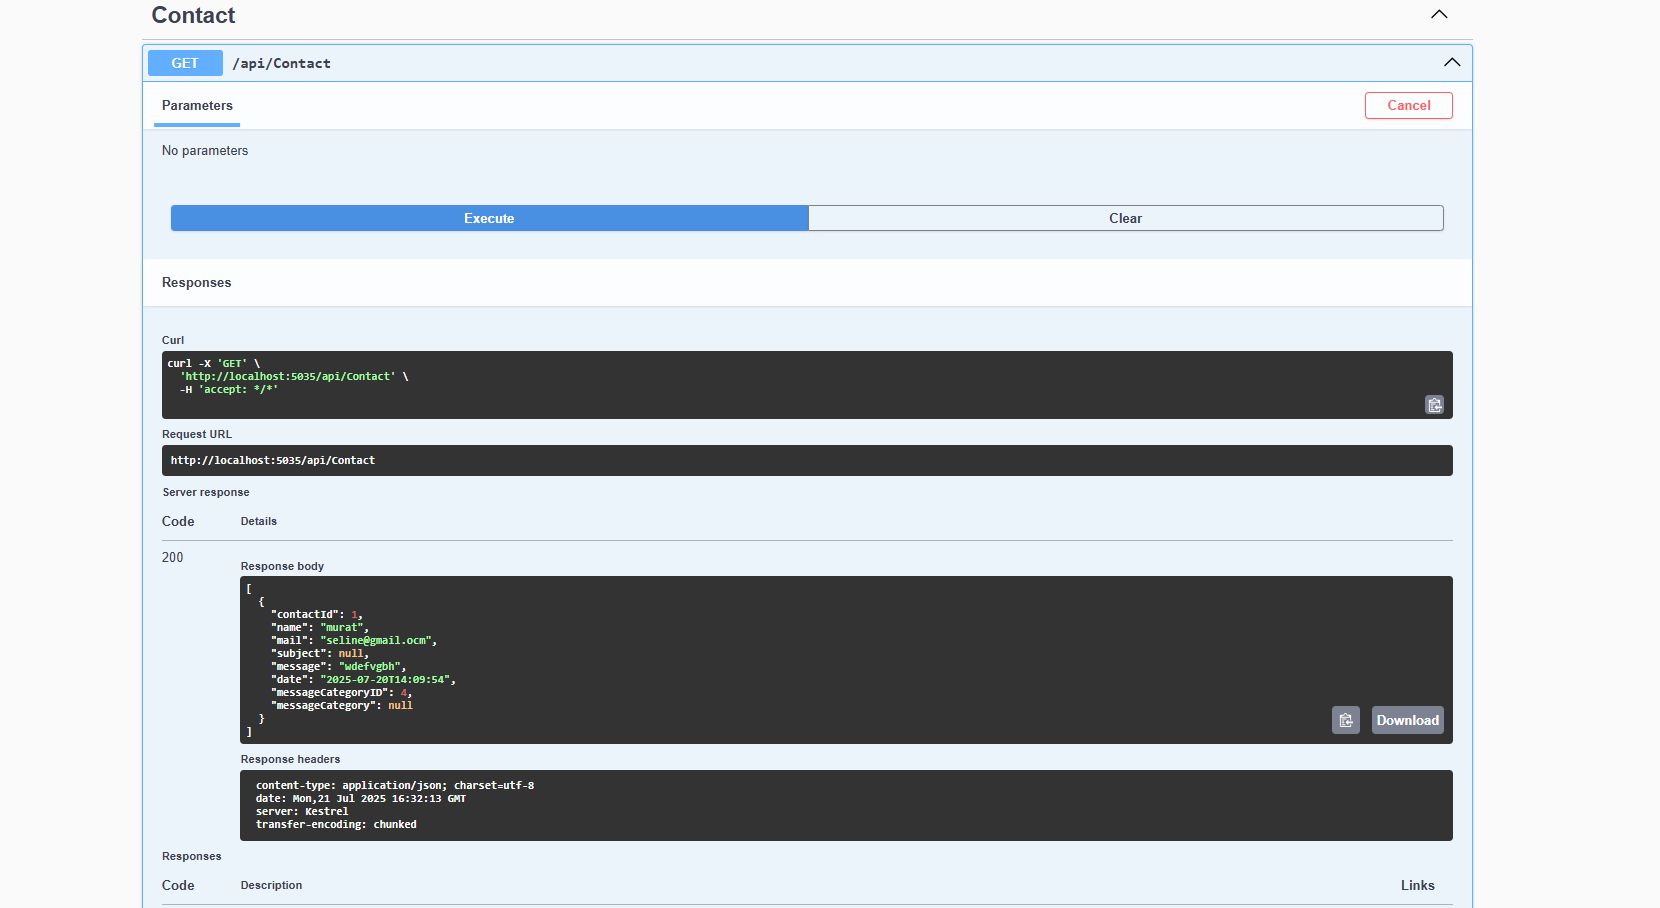 Contact
GET /api/Contact
Parameters Cancel
No parameters
Execute Clear
Responses
Curl
curl -X 'GET' \
  'http://localhost:5035/api/Contact' \
  -H 'accept: */*'
Request URL
http://localhost:5035/api/Contact
Server response
Code Details
200
Response body
[
  {
    "contactId": 1,
    "name": "murat",
    "mail": "seline@gmail.ocm",
    "subject": null,
    "message": "wdefvgbh",
    "date": "2025-07-20T14:09:54",
    "messageCategoryID": 4,
    "messageCategory": null
  }
]
Download
Response headers
content-type: application/json; charset=utf-8
date: Mon,21 Jul 2025 16:32:13 GMT
server: Kestrel
transfer-encoding: chunked
Responses
Code Description Links